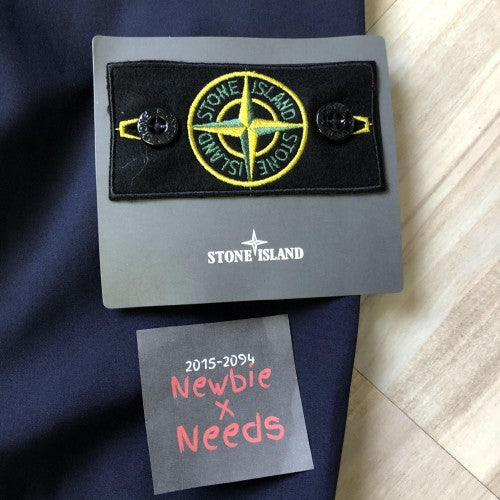 STONE ISLAND
STONE ISLAND
STONE ISLAND
2015-2094
Newbie
x
Needs